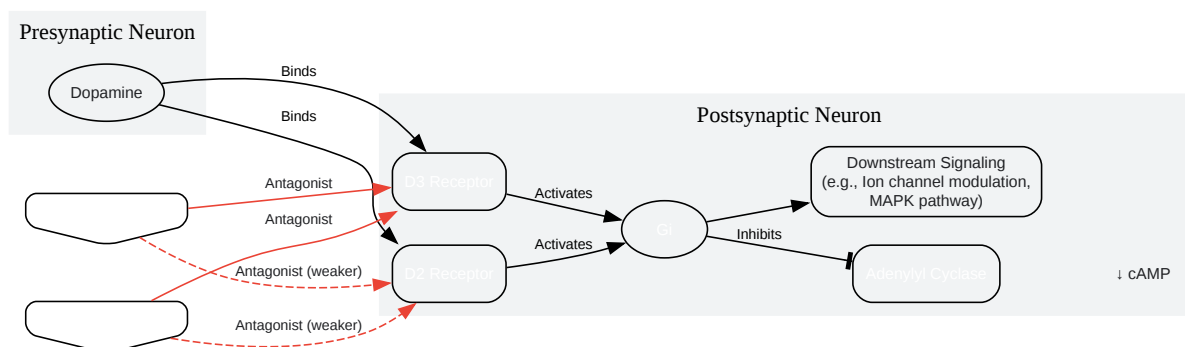 Presynaptic Neuron
Dopamine
Binds
Binds
Postsynaptic Neuron
Antagonist
Antagonist
Antagonist (weaker)
Antagonist (weaker)
D3 Receptor
D2 Receptor
Activates
Activates
Gi
Inhibits
Downstream Signaling
(e.g., Ion channel modulation,
MAPK pathway)
Adenylyl Cyclase
↓ cAMP